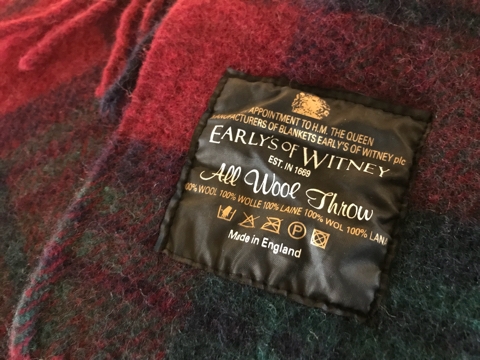 APPOINTMENT TO H.M. THE QUEEN
MANUFACTURERS OF BLANKETS EARLY'S OF WITNEY plc
EARLY'S OF WITNEY
EST. IN 1669
All Wool Throw
100% WOOL 100% WOLLE 100% LAINE 100% WOL 100% LANA
P
Made in England